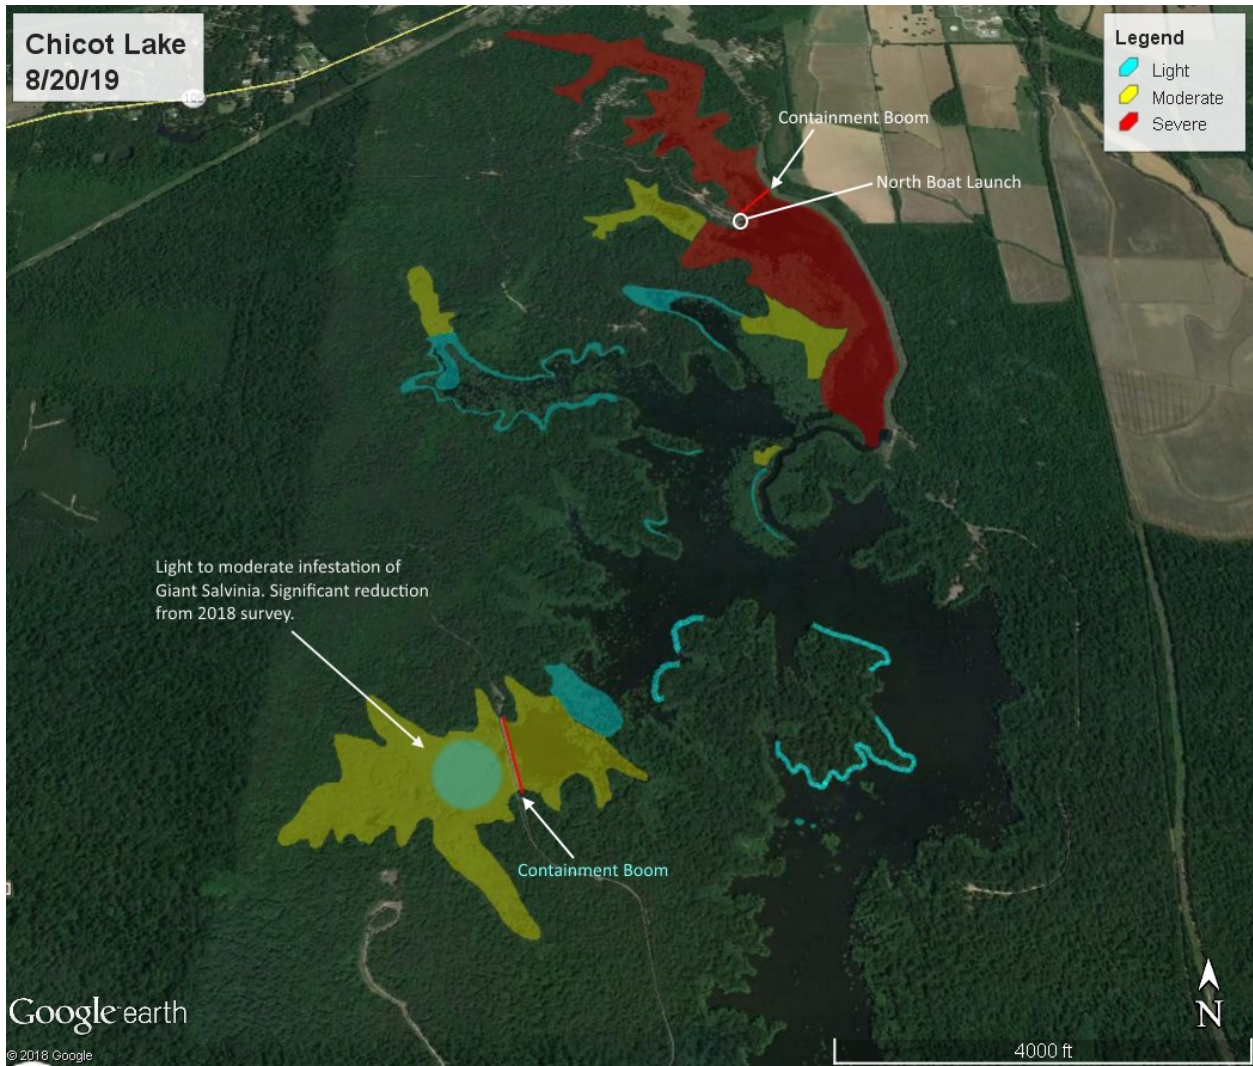 Chicot Lake
8/20/19
Legend
Light
Moderate
Severe
Containment Boom
North Boat Launch
Light to moderate infestation of
Giant Salvinia. Significant reduction
from 2018 survey.
Containment Boom
Google earth
© 2018 Google
N
4000 ft